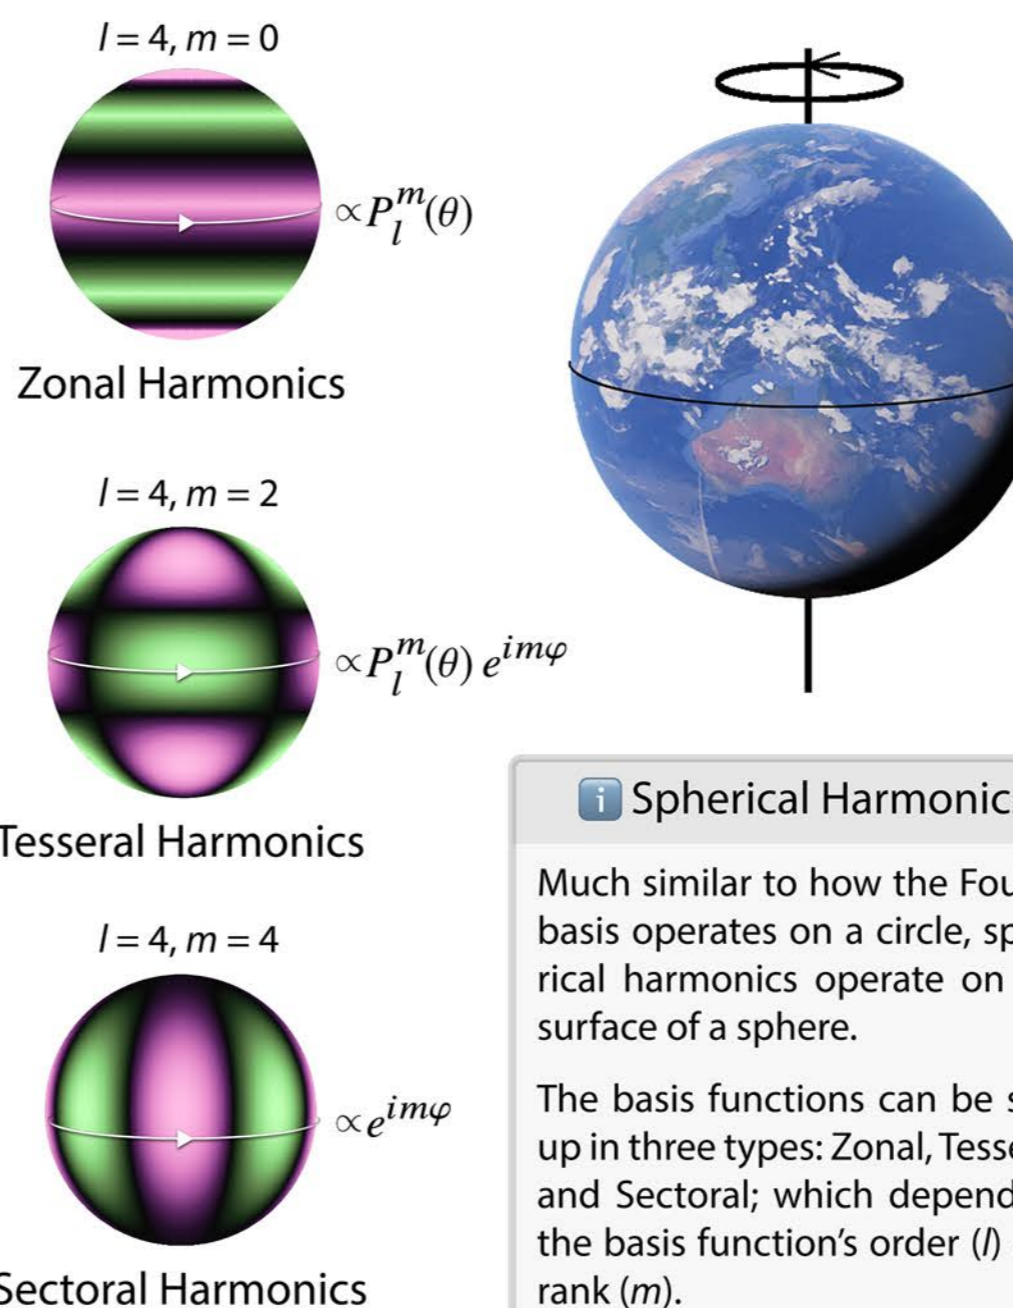 l = 4, m = 0
∝P_l^m(θ)
Zonal Harmonics
l = 4, m = 2
∝P_l^m(θ) e^{imφ}
Tesseral Harmonics
l = 4, m = 4
∝e^{imφ}
Sectoral Harmonics
i Spherical Harmonic
Much similar to how the Fou
basis operates on a circle, sp
rical harmonics operate on
surface of a sphere.
The basis functions can be s
up in three types: Zonal, Tesse
and Sectoral; which depend
the basis function’s order (l)
rank (m).